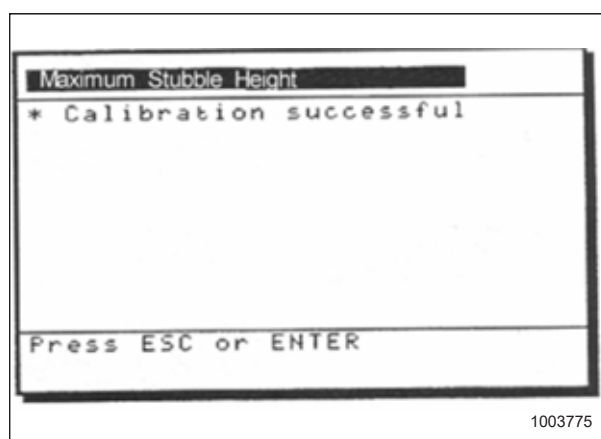 Maximum Stubble Height
* Calibration successful
Press ESC or ENTER
1003775